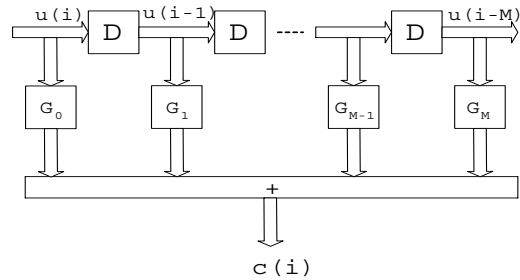 u(i) u(i-1) u(i-M)
D D ---- D
G0 G1 GM-1 GM
+
c(i)